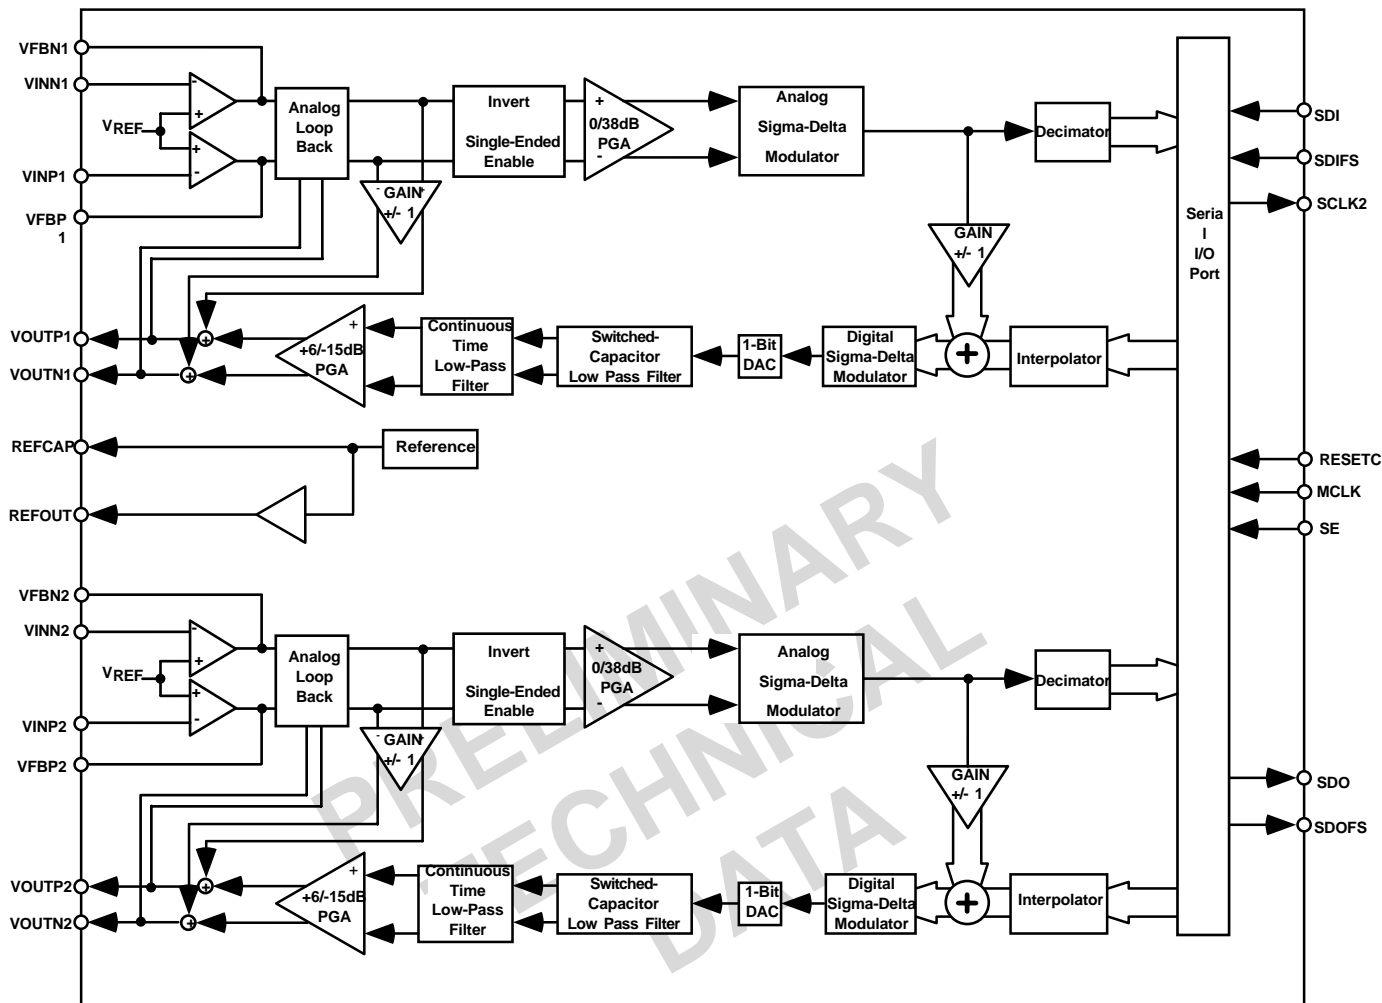 VFBN1
VINN1
VREF
VINP1
VFBP
1
- 
+
+
-
Analog
Loop
Back
Invert
Single-Ended
Enable
+
0/38dB
PGA
-
Analog
Sigma-Delta
Modulator
Decimator
- GAIN +
+/- 1
GAIN
+/- 1
Seria
l
I/O
Port
SDI
SDIFS
SCLK2
VOUTP1
VOUTN1
+
+
+
+6/-15dB
PGA
Continuous
Time
Low-Pass
Filter
Switched-
Capacitor
Low Pass Filter
1-Bit
DAC
Digital
Sigma-Delta
Modulator
+
Interpolator
REFCAP
Reference
REFOUT
RESETC
MCLK
SE
PRELIMINARY
TECHNICAL
DATA
VFBN2
VINN2
VREF
VINP2
VFBP2
-
+
+
-
Analog
Loop
Back
Invert
Single-Ended
Enable
+
0/38dB
PGA
-
Analog
Sigma-Delta
Modulator
Decimator
- GAIN +
+/- 1
GAIN
+/- 1
SDO
SDOFS
VOUTP2
VOUTN2
+
+
+
+6/-15dB
PGA
Continuous
Time
Low-Pass
Filter
Switched-
Capacitor
Low Pass Filter
1-Bit
DAC
Digital
Sigma-Delta
Modulator
+
Interpolator